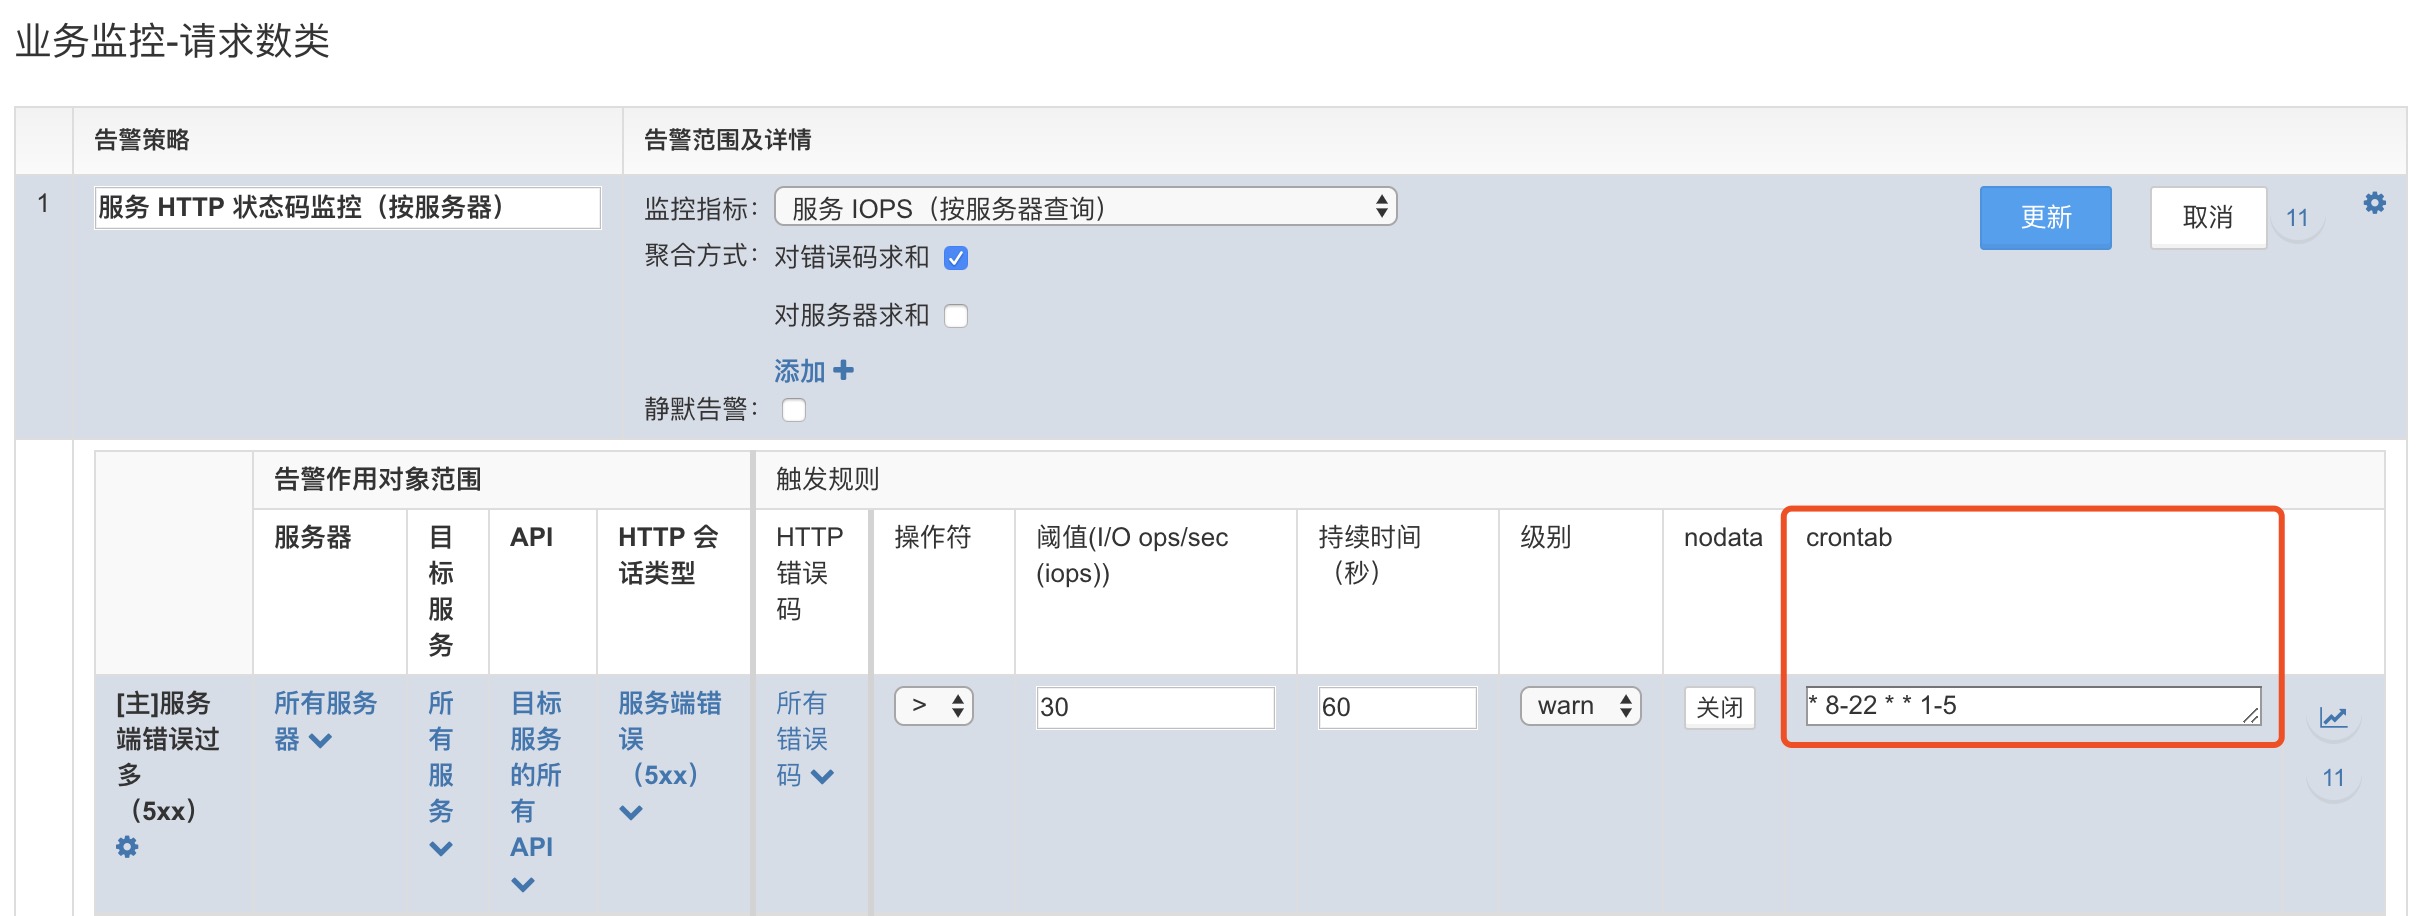 业务监控-请求数类
告警策略
告警范围及详情
1
服务 HTTP 状态码监控（按服务器）
监控指标：
服务 IOPS（按服务器查询）
更新
取消
11
聚合方式：
对错误码求和
对服务器求和
添加
静默告警：
告警作用对象范围
触发规则
服务器
目
标
服
务
API
HTTP 会
话类型
HTTP
错误
码
操作符
阈值(I/O ops/sec
(iops))
持续时间
（秒）
级别
nodata
crontab
[主]服务
端错误过
多
（5xx）
所有服务
器
所
有
服
务
目标
服务
的所
有
API
服务端错
误
（5xx）
所有
错误
码
>
30
60
warn
关闭
* 8-22 * * 1-5
11